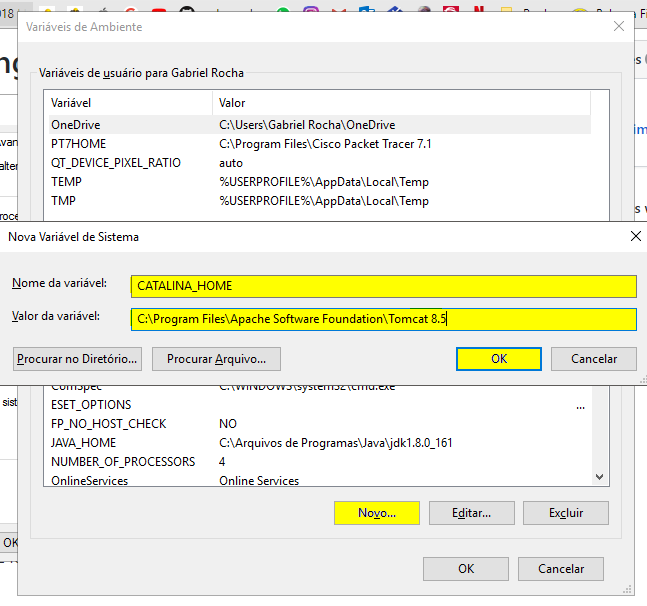 018
Variáveis de Ambiente
Variáveis de usuário para Gabriel Rocha
Variável Valor
OneDrive C:\Users\Gabriel Rocha\OneDrive
PT7HOME C:\Program Files\Cisco Packet Tracer 7.1
QT_DEVICE_PIXEL_RATIO auto
TEMP %USERPROFILE%\AppData\Local\Temp
TMP %USERPROFILE%\AppData\Local\Temp
Nova Variável de Sistema
Nome da variável: CATALINA_HOME
Valor da variável: C:\Program Files\Apache Software Foundation\Tomcat 8.5
Procurar no Diretório... Procurar Arquivo... OK Cancelar
ComSpec C:\WINDOWS\system32\cmd.exe
ESET_OPTIONS ...
FP_NO_HOST_CHECK NO
JAVA_HOME C:\Arquivos de Programas\Java\jdk1.8.0_161
NUMBER_OF_PROCESSORS 4
OnlineServices Online Services
Novo... Editar... Excluir
OK
OK Cancelar